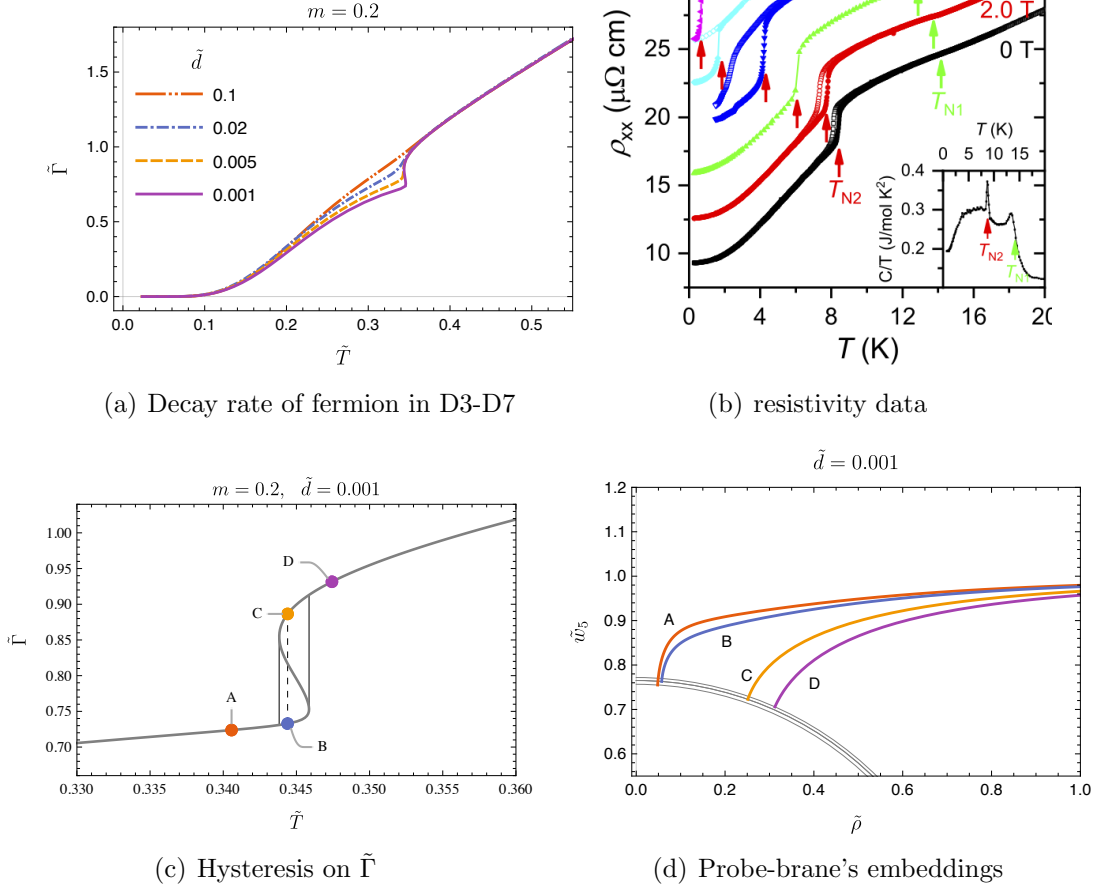 m = 0.2
d̃
0.1
0.02
0.005
0.001
1.5
1.0
0.5
0.0
Γ̃
0.0 0.1 0.2 0.3 0.4 0.5
T̃
(a) Decay rate of fermion in D3-D7
ρxx (μΩ cm)
25
20
15
10
2.0 T
0 T
TN1
TN2
T (K)
0 5 10 15
C/T (J/mol K²)
0.4
0.3
0.2
TN2
0 4 8 12 16
T (K)
(b) resistivity data
m = 0.2, d̃ = 0.001
1.00
0.95
0.90
0.85
0.80
0.75
0.70
Γ̃
D
C
A
B
0.330 0.335 0.340 0.345 0.350 0.355 0.360
T̃
(c) Hysteresis on Γ̃
d̃ = 0.001
1.2
1.1
1.0
0.9
0.8
0.7
0.6
w̃5
A
B
C
D
0.0 0.2 0.4 0.6 0.8 1.0
ρ̃
(d) Probe-brane's embeddings